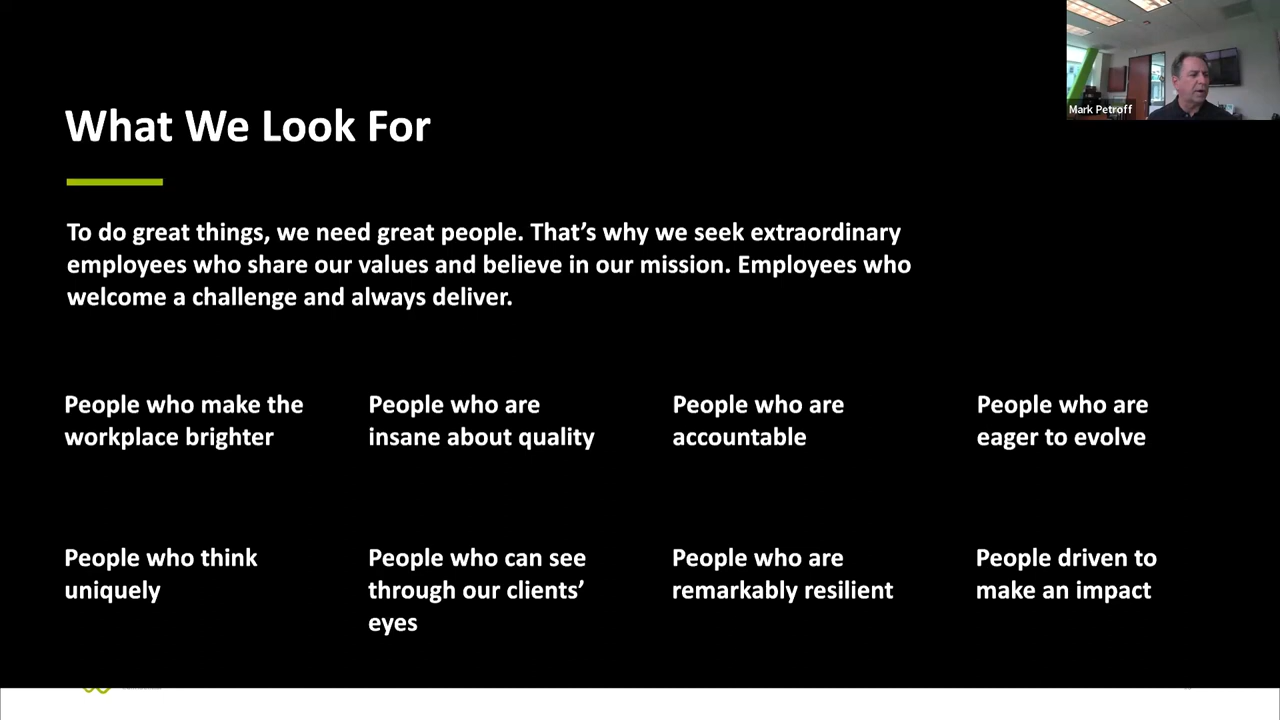 Mark Petroff
What We Look For
To do great things, we need great people. That’s why we seek extraordinary
employees who share our values and believe in our mission. Employees who
welcome a challenge and always deliver.
People who make the
workplace brighter
People who are
insane about quality
People who are
accountable
People who are
eager to evolve
People who think
uniquely
People who can see
through our clients’
eyes
People who are
remarkably resilient
People driven to
make an impact